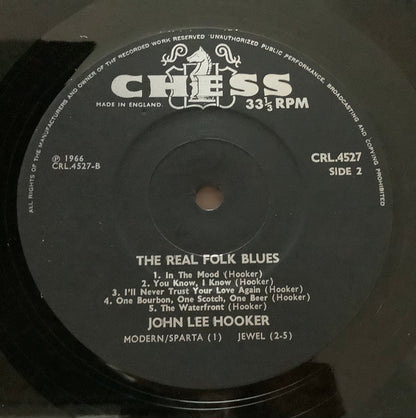 ALL RIGHTS OF THE MANUFACTURERS AND OWNER OF THE RECORDED WORK RESERVED UNAUTHORIZED PUBLIC PERFORMANCE, BROADCASTING AND COPYING PROHIBITED
CHESS
MADE IN ENGLAND.
33⅓ RPM
℗ 1966
CRL.4527-B
CRL.4527
SIDE 2
THE REAL FOLK BLUES
1. In The Mood (Hooker)
2. You Know, I Know (Hooker)
3. I'll Never Trust Your Love Again (Hooker)
4. One Bourbon, One Scotch, One Beer (Hooker)
5. The Waterfront (Hooker)
JOHN LEE HOOKER
MODERN/SPARTA (1) JEWEL (2-5)